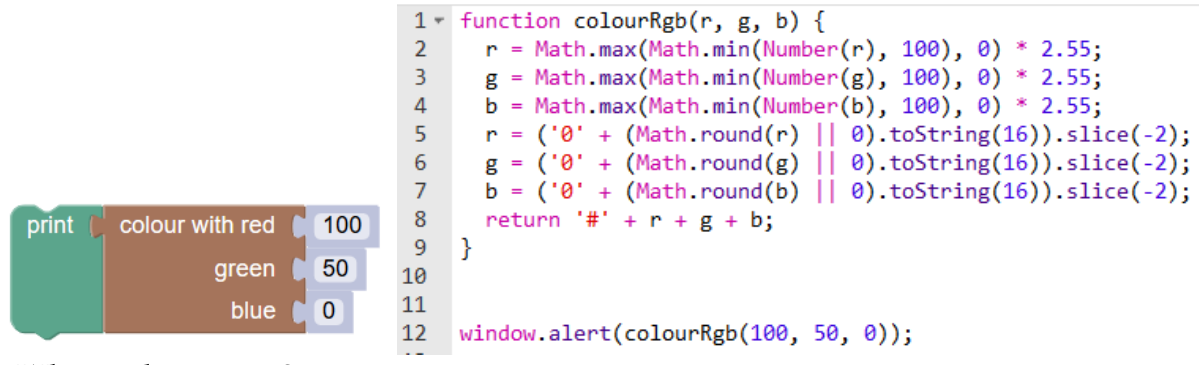 print colour with red 100
green 50
blue 0
1 function colourRgb(r, g, b) {
2 r = Math.max(Math.min(Number(r), 100), 0) * 2.55;
3 g = Math.max(Math.min(Number(g), 100), 0) * 2.55;
4 b = Math.max(Math.min(Number(b), 100), 0) * 2.55;
5 r = ('0' + (Math.round(r) || 0).toString(16)).slice(-2);
6 g = ('0' + (Math.round(g) || 0).toString(16)).slice(-2);
7 b = ('0' + (Math.round(b) || 0).toString(16)).slice(-2);
8 return '#' + r + g + b;
9 }
10
11
12 window.alert(colourRgb(100, 50, 0));